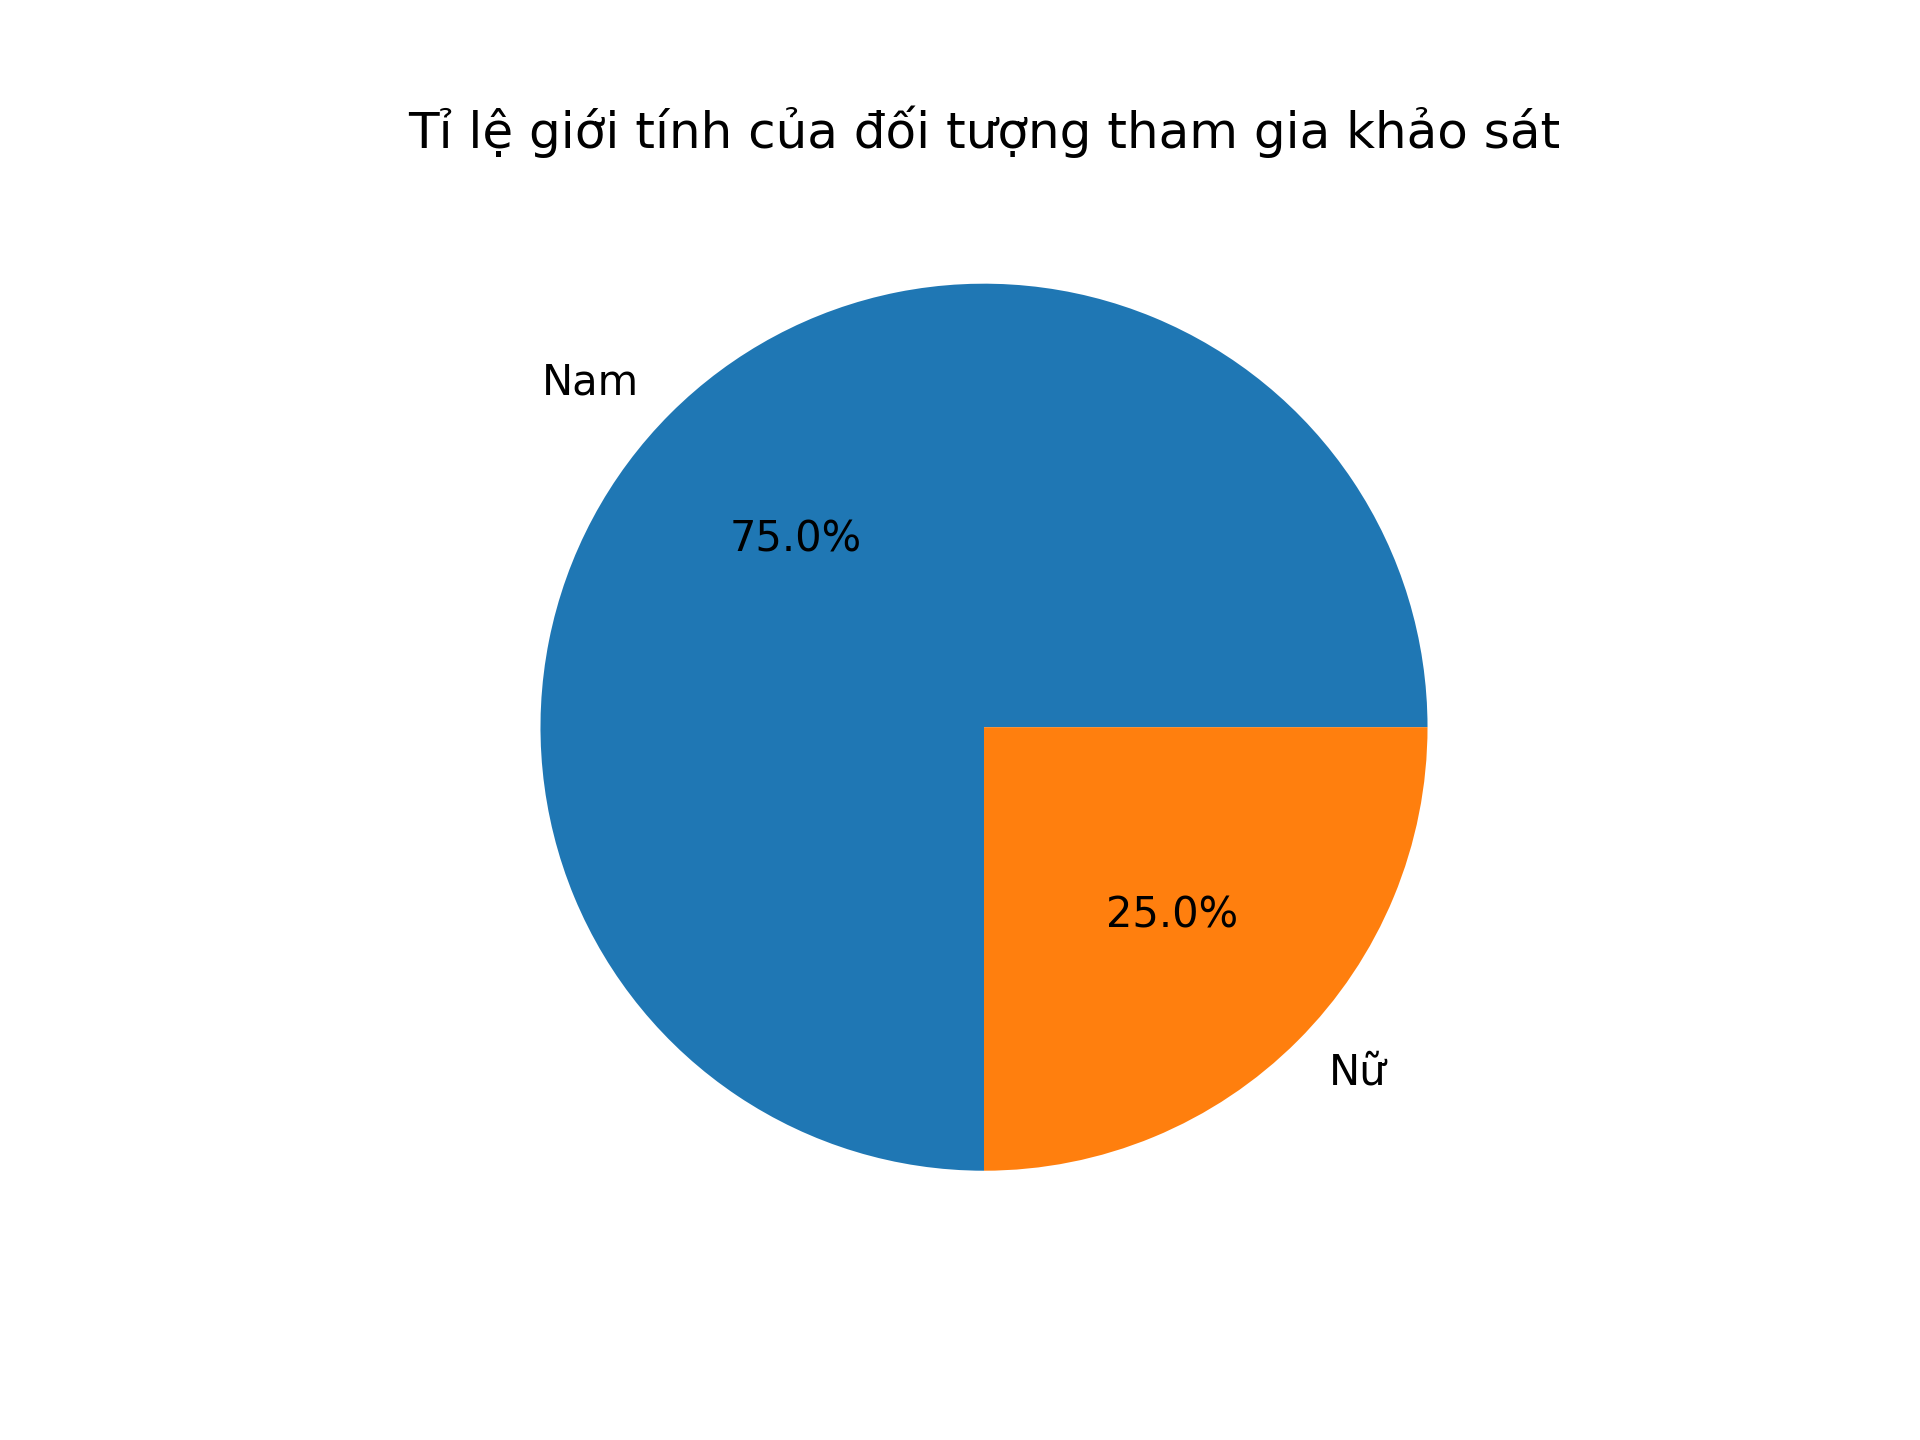 Tỉ lệ giới tính của đối tượng tham gia khảo sát
Nam
75.0%
25.0%
Nữ